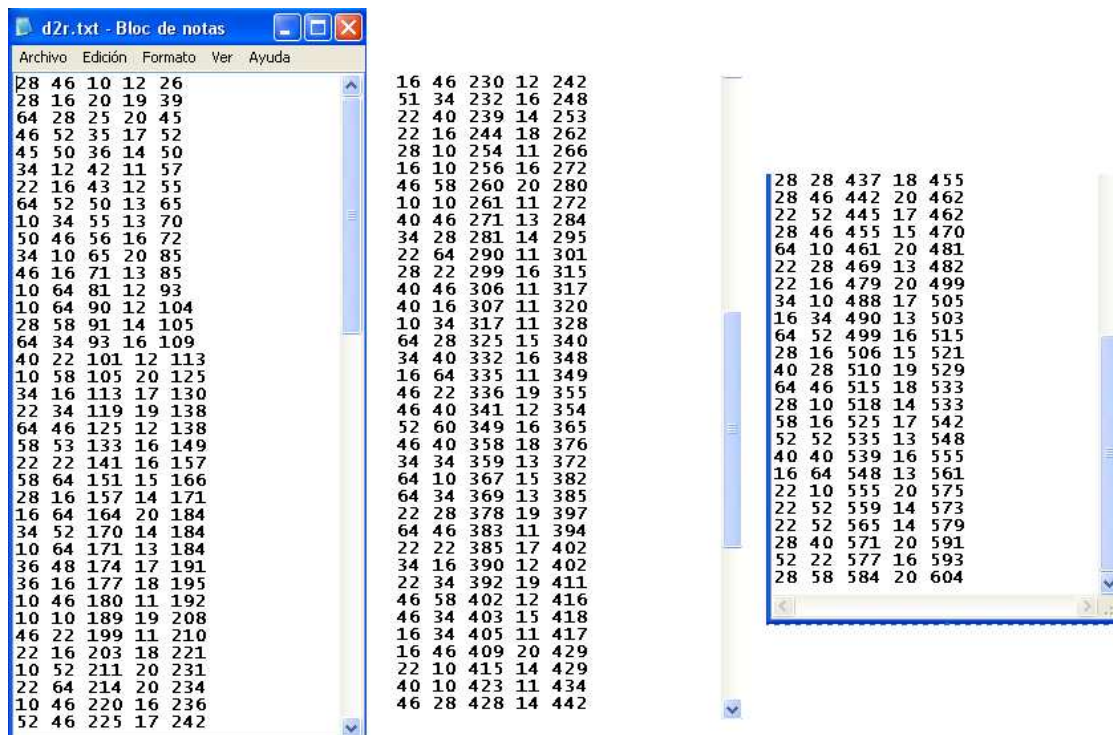 d2r.txt - Bloc de notas
Archivo Edición Formato Ver Ayuda
28 46 10 12 26
28 16 20 19 39
64 28 25 20 45
46 52 35 17 52
45 50 36 14 50
34 12 42 11 57
22 16 43 12 55
64 52 50 13 65
10 34 55 13 70
50 46 56 16 72
34 10 65 20 85
46 16 71 13 85
10 64 81 12 93
10 64 90 12 104
28 58 91 14 105
64 34 93 16 109
40 22 101 12 113
10 58 105 20 125
34 16 113 17 130
22 34 119 19 138
64 46 125 12 138
58 53 133 16 149
22 22 141 16 157
58 64 151 15 166
28 16 157 14 171
16 64 164 20 184
34 52 170 14 184
10 64 171 13 184
36 48 174 17 191
36 16 177 18 195
10 46 180 11 192
10 10 189 19 208
46 22 199 11 210
22 16 203 18 221
10 52 211 20 231
22 64 214 20 234
10 46 220 16 236
52 46 225 17 242
16 46 230 12 242
51 34 232 16 248
22 40 239 14 253
22 16 244 18 262
28 10 254 11 266
16 10 256 16 272
46 58 260 20 280
10 10 261 11 272
40 46 271 13 284
34 28 281 14 295
22 64 290 11 301
28 22 299 16 315
40 46 306 11 317
40 16 307 11 320
10 34 317 11 328
64 28 325 15 340
34 40 332 16 348
16 64 335 11 349
46 22 336 19 355
46 40 341 12 354
52 60 349 16 365
46 40 358 18 376
34 34 359 13 372
64 10 367 15 382
64 34 369 13 385
22 28 378 19 397
64 46 383 11 394
22 22 385 17 402
34 16 390 12 402
22 34 392 19 411
46 58 402 12 416
46 34 403 15 418
16 34 405 11 417
16 46 409 20 429
22 10 415 14 429
40 10 423 11 434
46 28 428 14 442
28 28 437 18 455
28 46 442 20 462
22 52 445 17 462
28 46 455 15 470
64 10 461 20 481
22 28 469 13 482
22 16 479 20 499
34 10 488 17 505
16 34 490 13 503
64 52 499 16 515
28 16 506 15 521
40 28 510 19 529
64 46 515 18 533
28 10 518 14 533
58 16 525 17 542
52 52 535 13 548
40 40 539 16 555
16 64 548 13 561
22 10 555 20 575
22 52 559 14 573
22 52 565 14 579
28 40 571 20 591
52 22 577 16 593
28 58 584 20 604